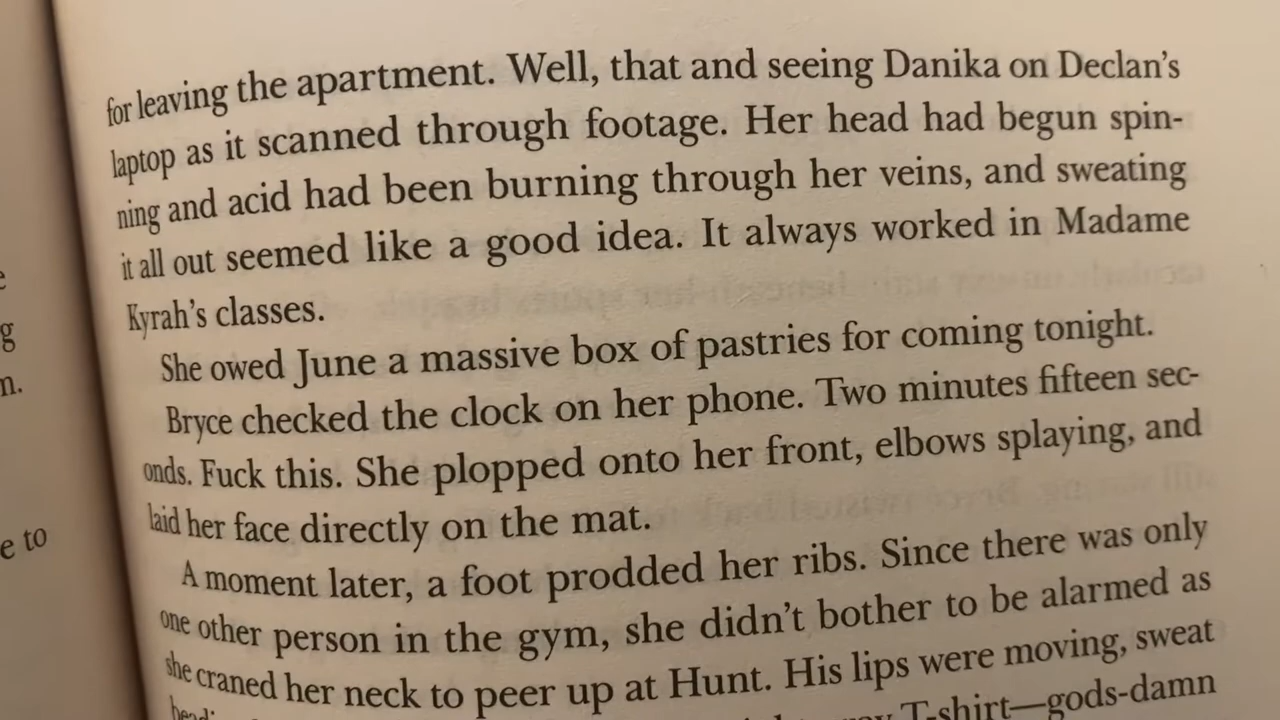 for leaving the apartment. Well, that and seeing Danika on Declan's
laptop as it scanned through footage. Her head had begun spin-
ning and acid had been burning through her veins, and sweating
it all out seemed like a good idea. It always worked in Madame
Kyrah's classes.
She owed June a massive box of pastries for coming tonight.
Bryce checked the clock on her phone. Two minutes fifteen sec-
onds. Fuck this. She plopped onto her front, elbows splaying, and
laid her face directly on the mat.
A moment later, a foot prodded her ribs. Since there was only
one other person in the gym, she didn't bother to be alarmed as
she craned her neck to peer up at Hunt. His lips were moving, sweat
T-shirt—gods-damn
e
g
n.
e to